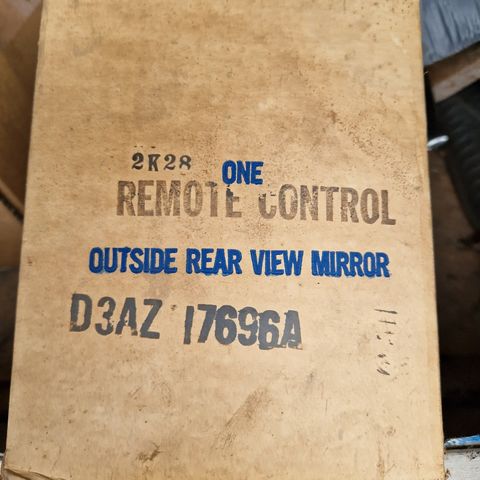 2K28 ONE
REMOTE CONTROL
OUTSIDE REAR VIEW MIRROR
D3AZ 17696A